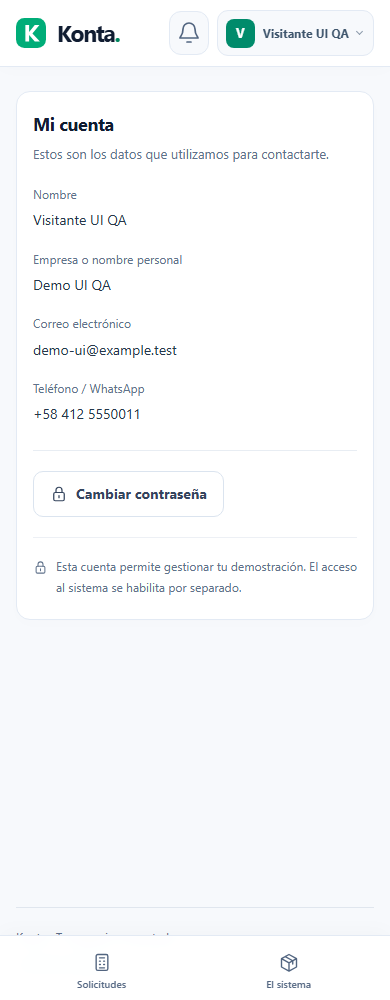 K Konta.
V Visitante UI QA
Mi cuenta
Estos son los datos que utilizamos para contactarte.
Nombre
Visitante UI QA
Empresa o nombre personal
Demo UI QA
Correo electrónico
demo-ui@example.test
Teléfono / WhatsApp
+58 412 5550011
Cambiar contraseña
Esta cuenta permite gestionar tu demostración. El acceso
al sistema se habilita por separado.
Solicitudes
El sistema